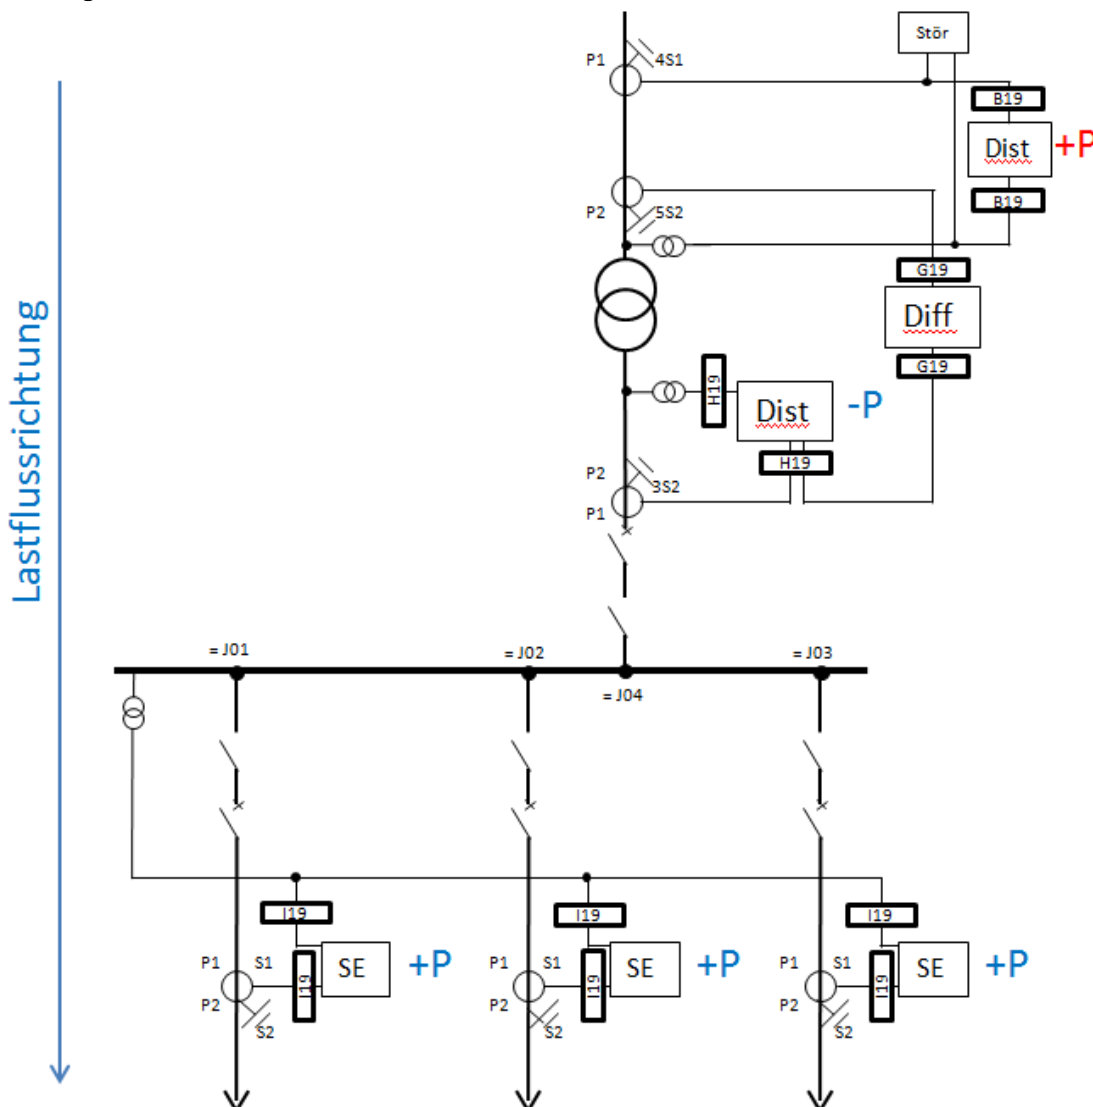 Stör
P1
4S1
B19
Dist
+P
B19
P2
5S2
G19
Diff
G19
Lastflussrichtung
H19
Dist
-P
H19
P2
3S2
P1
= J01
= J02
= J03
= J04
I19
I19
I19
P1
S1
I19
SE
+P
P2
S2
P1
S1
I19
SE
+P
P2
S2
P1
S1
I19
SE
+P
P2
S2